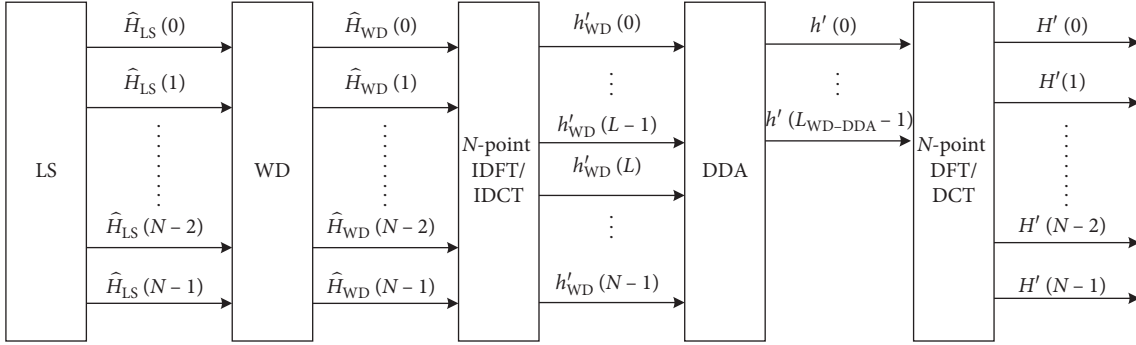 LS
Ĥ_LS (0)
Ĥ_LS (1)
Ĥ_LS (N – 2)
Ĥ_LS (N – 1)
WD
Ĥ_WD (0)
Ĥ_WD (1)
Ĥ_WD (N – 2)
Ĥ_WD (N – 1)
N-point
IDFT/
IDCT
h′_WD (0)
h′_WD (L – 1)
h′_WD (L)
h′_WD (N – 1)
DDA
h′ (0)
h′ (L_WD–DDA – 1)
N-point
DFT/
DCT
H′ (0)
H′(1)
H′ (N – 2)
H′ (N – 1)